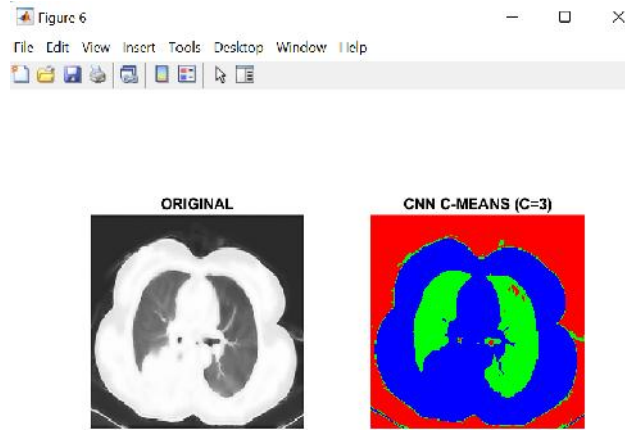 Figure 6
File Edit View Insert Tools Desktop Window Help
ORIGINAL
CNN C-MEANS (C=3)